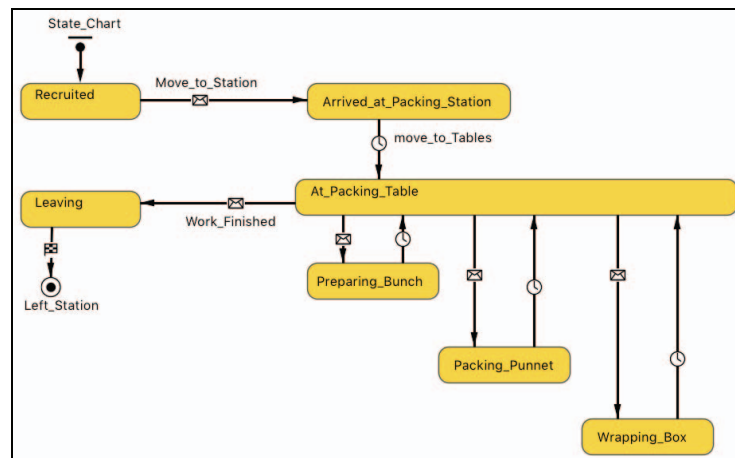 State_Chart
Move_to_Station
Recruited
Arrived_at_Packing_Station
move_to_Tables
At_Packing_Table
Leaving
Work_Finished
Preparing_Bunch
Left_Station
Packing_Punnet
Wrapping_Box